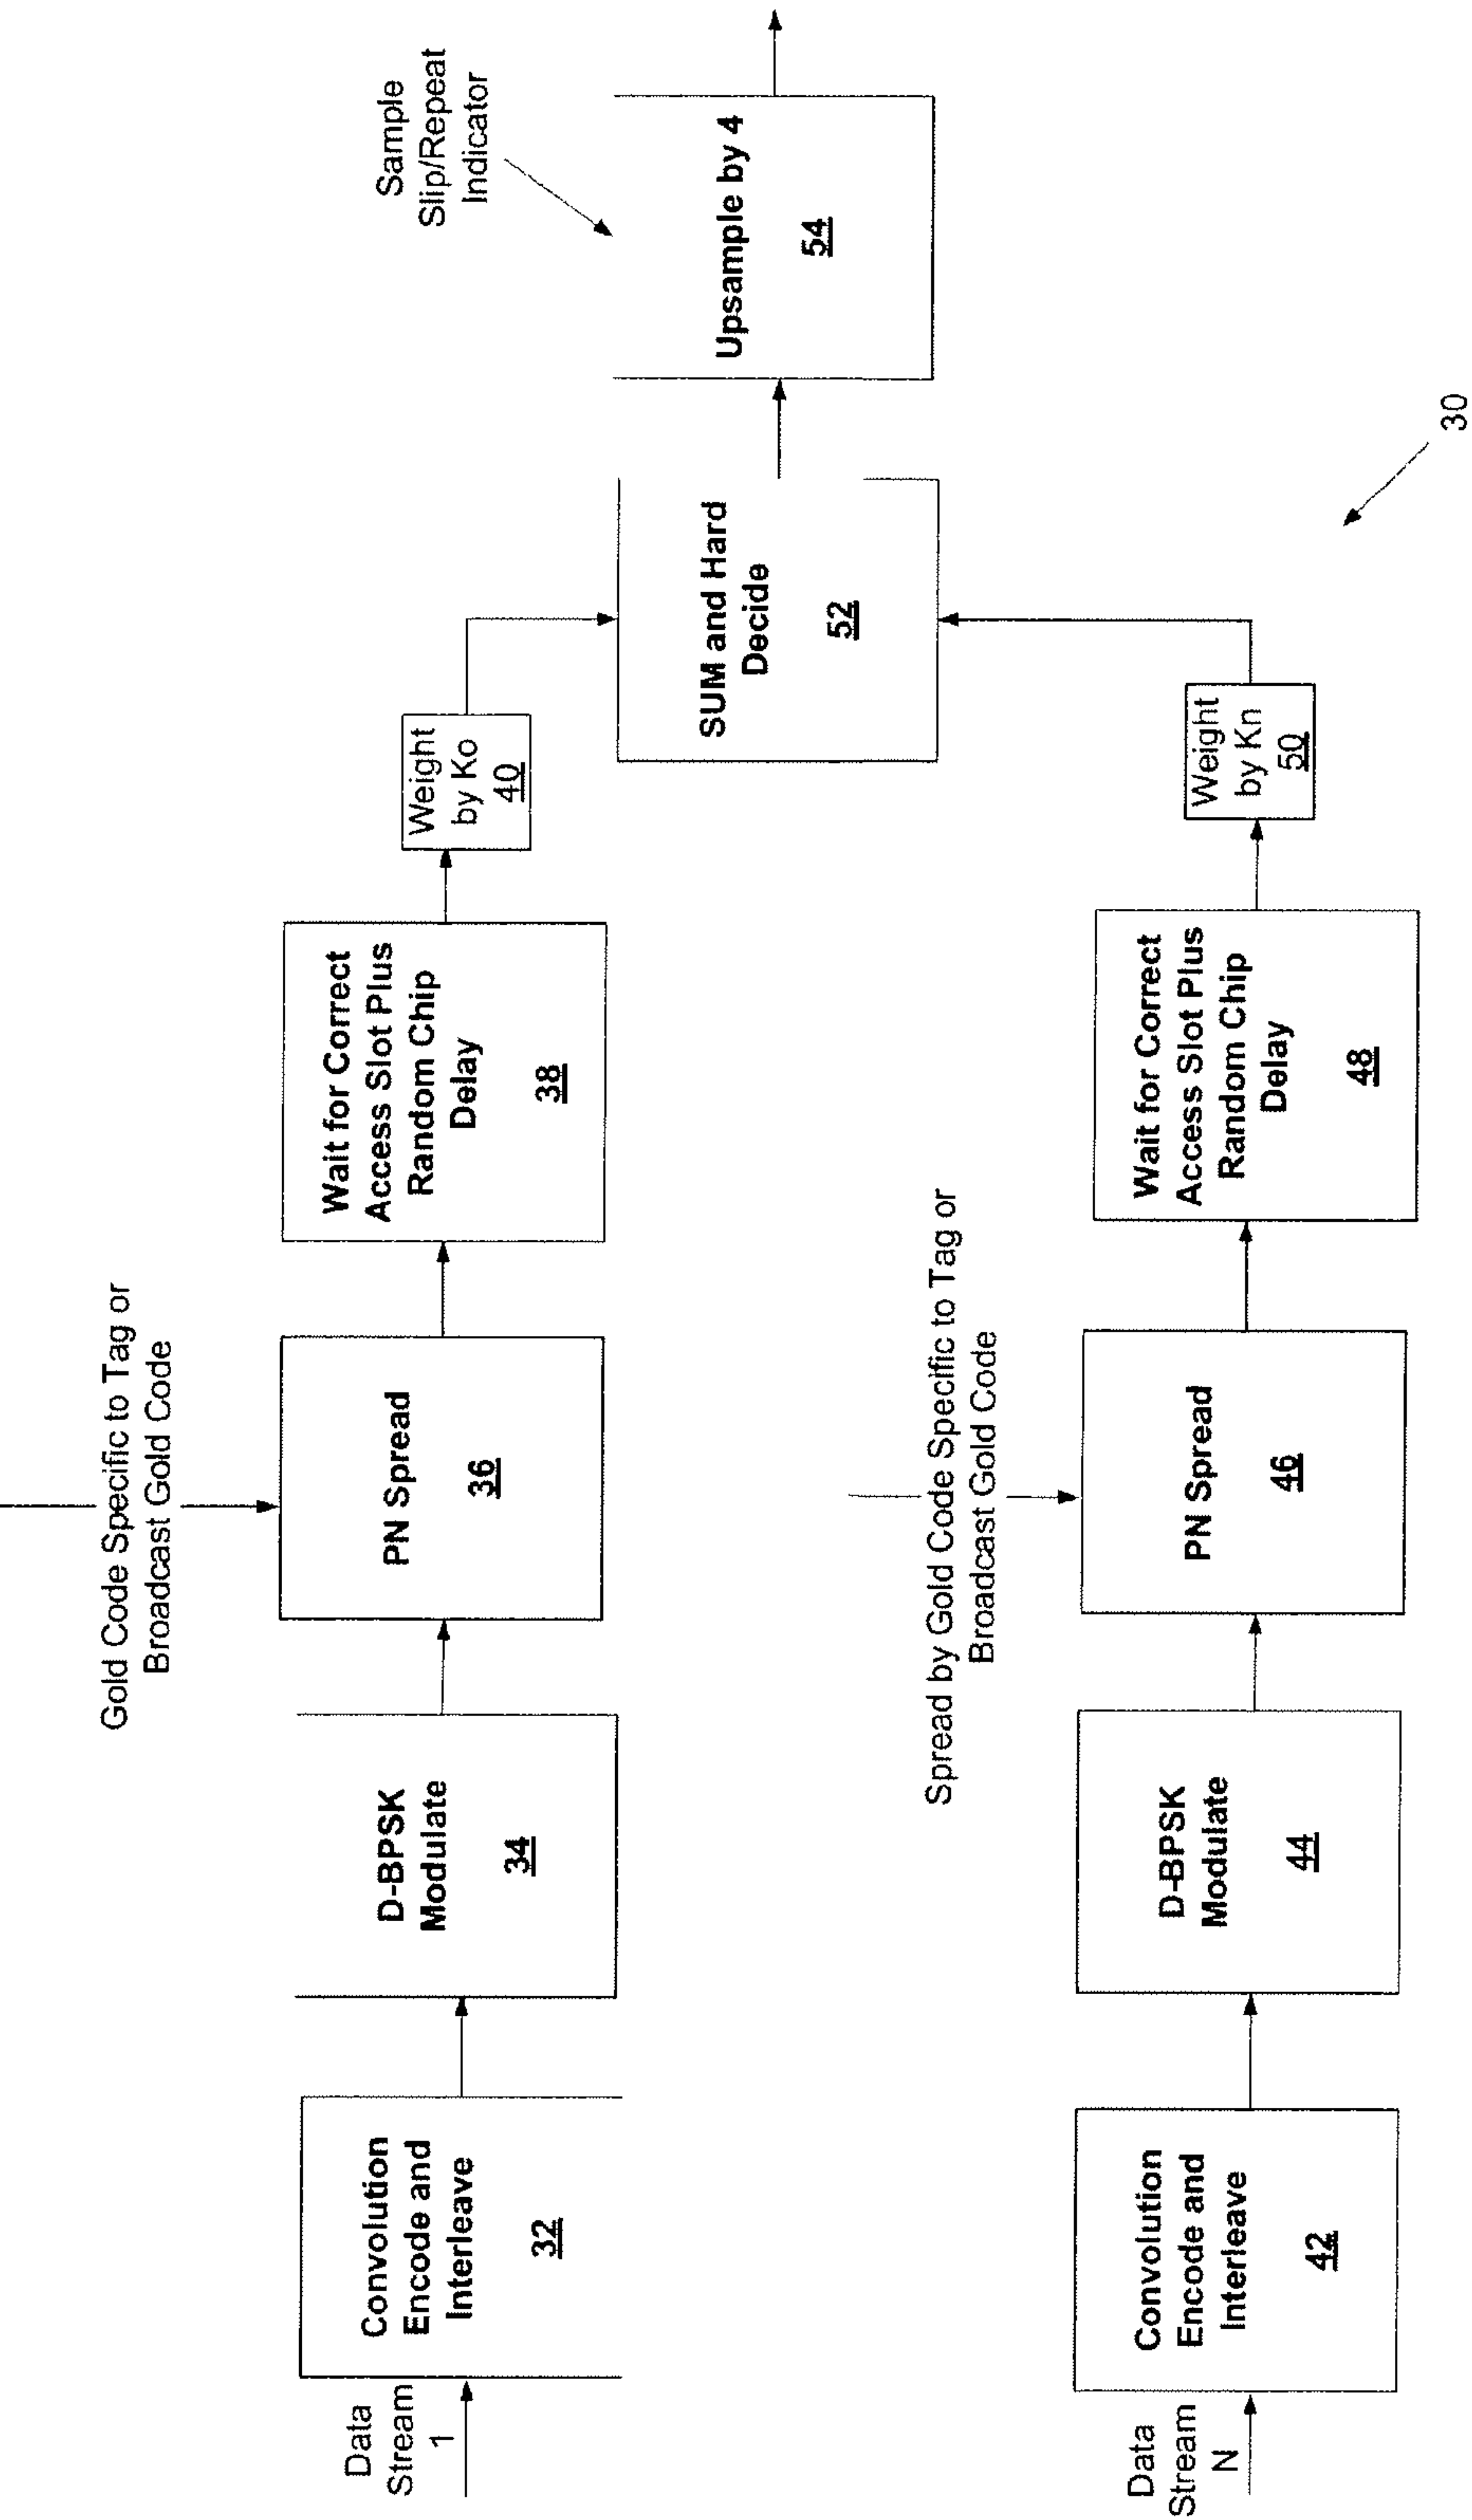 Data
Stream
1
Convolution
Encode and
Interleave
32
D-BPSK
Modulate
34
Gold Code Specific to Tag or
Broadcast Gold Code
PN Spread
36
Wait for Correct
Access Slot Plus
Random Chip
Delay
38
Weight
by Ko
40
Data
Stream
N
Convolution
Encode and
Interleave
42
D-BPSK
Modulate
44
Spread by Gold Code Specific to Tag or
Broadcast Gold Code
PN Spread
46
Wait for Correct
Access Slot Plus
Random Chip
Delay
48
Weight
by Kn
50
SUM and Hard
Decide
52
Sample
Slip/Repeat
Indicator
Upsample by 4
54
30